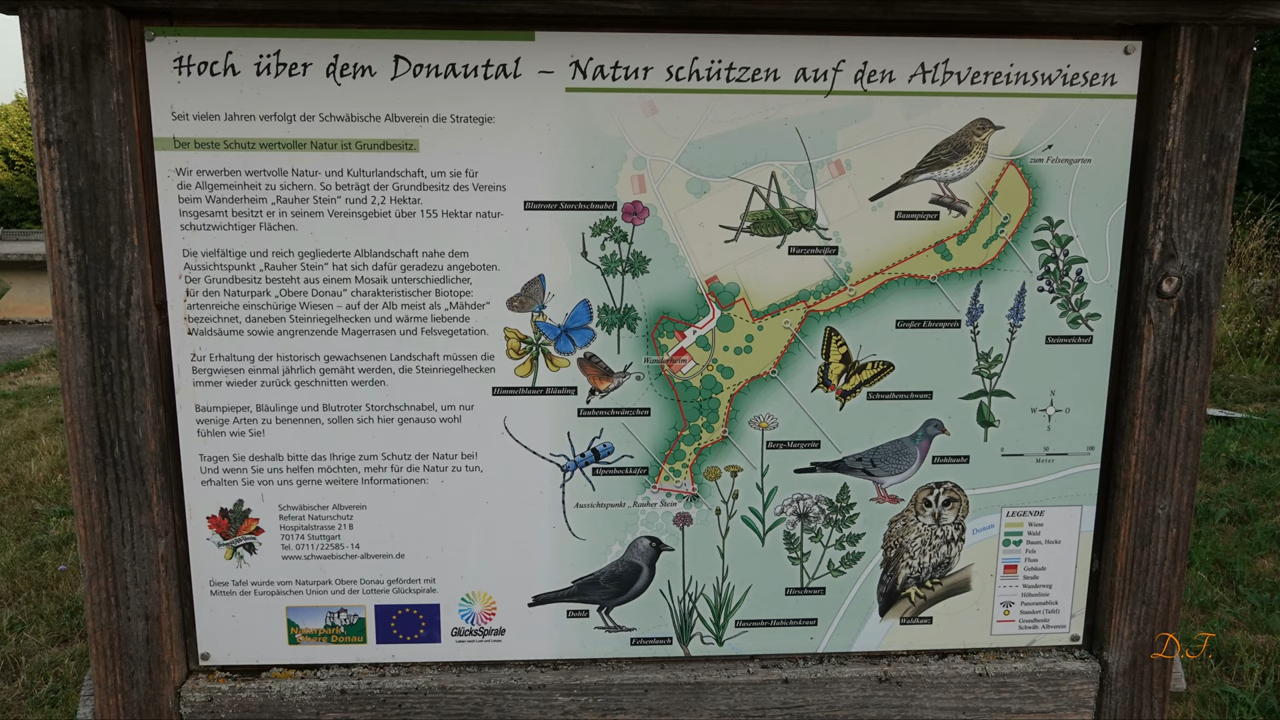 Hoch über dem Donautal – Natur schützen auf den Albvereinswiesen
Seit vielen Jahren verfolgt der Schwäbische Albverein die Strategie:
Der beste Schutz wertvoller Natur ist Grundbesitz.
Wir erwerben wertvolle Natur- und Kulturlandschaft, um sie für
die Allgemeinheit zu sichern. So beträgt der Grundbesitz des Vereins
beim Wanderheim „Rauher Stein“ rund 2,2 Hektar.
Insgesamt besitzt er in seinem Vereinsgebiet über 155 Hektar natur-
schutzwichtiger Flächen.
Die vielfältige und reich gegliederte Alblandschaft nahe dem
Aussichtspunkt „Rauher Stein“ hat sich dafür geradezu angeboten.
Der Grundbesitz besteht aus einem Mosaik unterschiedlicher,
für den Naturpark „Obere Donau“ charakteristischer Biotope:
artenreiche einschürige Wiesen – auf der Alb meist als „Mähder“
bezeichnet, daneben Steinriegelhecken und wärme liebende
Waldsäume sowie angrenzende Magerrasen und Felsvegetation.
Zur Erhaltung der historisch gewachsenen Landschaft müssen die
Bergwiesen einmal jährlich gemäht werden, die Steinriegelhecken
immer wieder zurück geschnitten werden.
Baumpieper, Bläulinge und Blutroter Storchschnabel, um nur
wenige Arten zu benennen, sollen sich hier genauso wohl
fühlen wie Sie!
Tragen Sie deshalb bitte das Ihrige zum Schutz der Natur bei!
Und wenn Sie uns helfen möchten, mehr für die Natur zu tun,
erhalten Sie von uns gerne weitere Informationen:
Schwäbischer Albverein
Referat Naturschutz
Hospitalstrasse 21 B
70174 Stuttgart
Tel. 0711/22585-14
www.schwaebischer-albverein.de
Diese Tafel wurde vom Naturpark Obere Donau gefördert mit
Mitteln der Europäischen Union und der Lotterie Glücksspirale.
Naturpark
Obere Donau
GlücksSpirale
Blutroter Storchschnabel
Warzenbeißer
Baumpieper
zum Felsengarten
Steinweichsel
Großer Ehrenpreis
Himmelblauer Bläuling
Taubenschwänzchen
Wanderheim
Schwalbenschwanz
Alpenbockkäfer
Berg-Margerite
Hohltaube
N
W
O
S
0
50
100
Meter
Aussichtspunkt „Rauher Stein“
Donau
Dohle
Felsenlauch
Hasenohr-Habichtskraut
Hirschwurz
Waldkauz
LEGENDE
Wiese
Wald
Baum, Hecke
Fels
Fluss
Gebäude
Straße
Wanderweg
Höhenlinie
Panoramablick
Standort (Tafel)
Grundbesitz
Schwäb. Albverein
D.F.